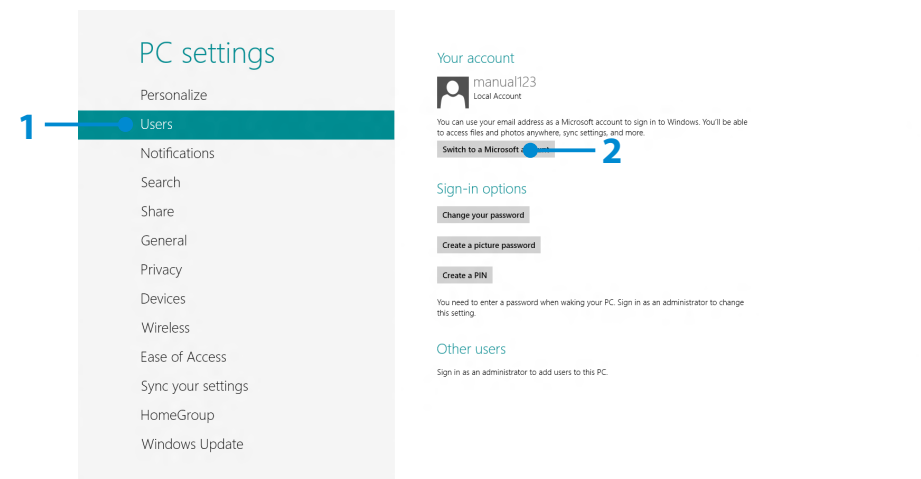 PC settings
Personalize
1
Users
Notifications
Search
Share
General
Privacy
Devices
Wireless
Ease of Access
Sync your settings
HomeGroup
Windows Update
Your account
manual123
Local Account
You can use your email address as a Microsoft account to sign in to Windows. You'll be able
to access files and photos anywhere, sync settings, and more.
Switch to a Microsoft
2
Sign-in options
Change your password
Create a picture password
Create a PIN
You need to enter a password when waking your PC. Sign in as an administrator to change
this setting.
Other users
Sign in as an administrator to add users to this PC.